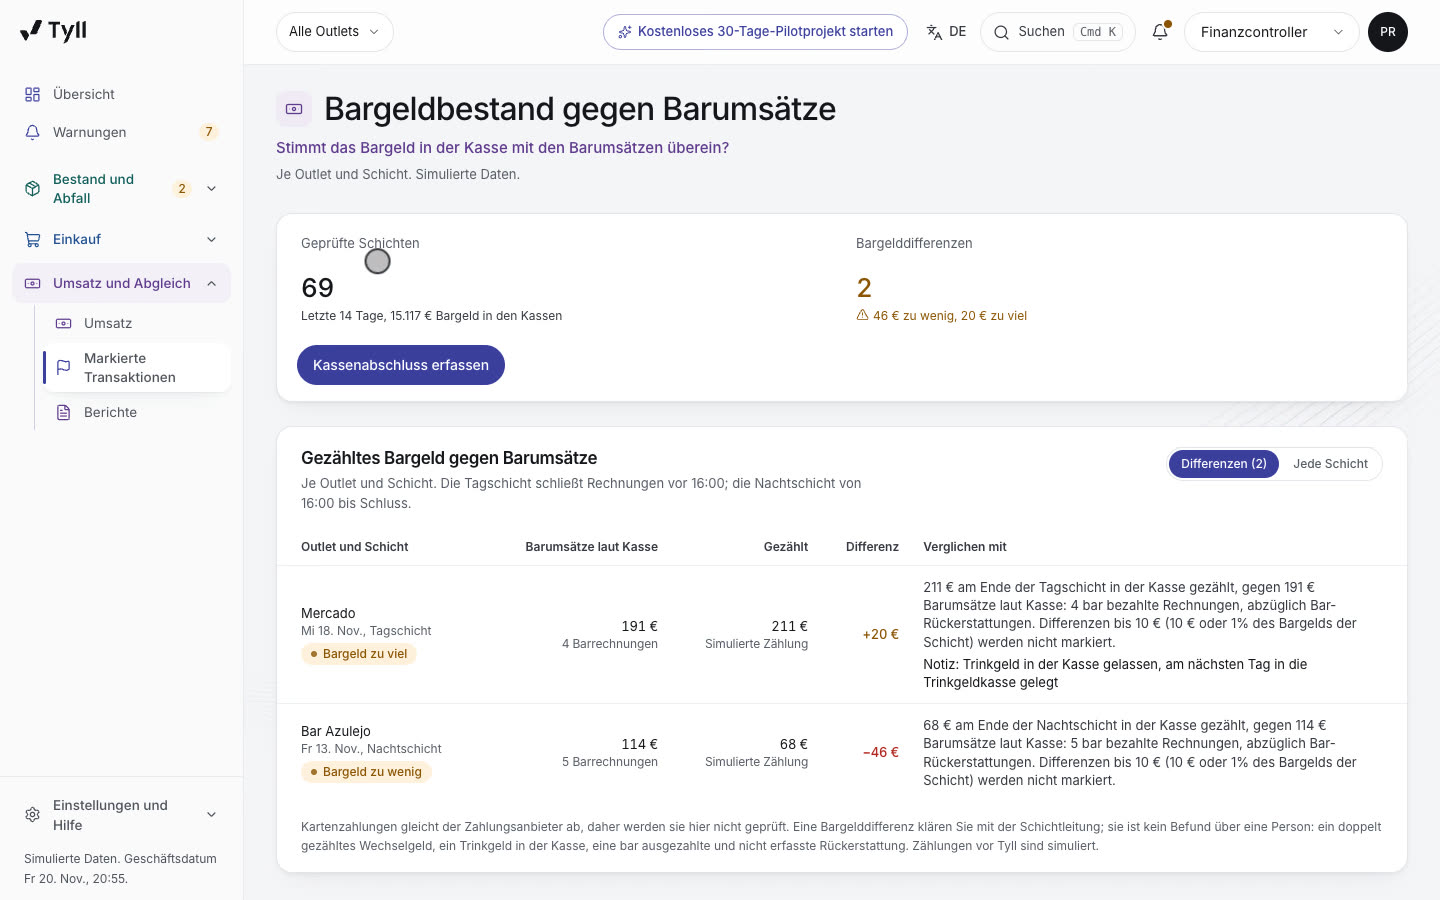 Tyll
Alle Outlets
Kostenloses 30-Tage-Pilotprojekt starten
DE
Suchen
Cmd K
Finanzcontroller
PR
Übersicht
Warnungen
7
Bestand und
Abfall
2
Einkauf
Umsatz und Abgleich
Umsatz
Markierte
Transaktionen
Berichte
Einstellungen und
Hilfe
Simulierte Daten. Geschäftsdatum
Fr 20. Nov., 20:55.
Bargeldbestand gegen Barumsätze
Stimmt das Bargeld in der Kasse mit den Barumsätzen überein?
Je Outlet und Schicht. Simulierte Daten.
Geprüfte Schichten
69
Letzte 14 Tage, 15.117 € Bargeld in den Kassen
Bargelddifferenzen
2
46 € zu wenig, 20 € zu viel
Kassenabschluss erfassen
Gezähltes Bargeld gegen Barumsätze
Je Outlet und Schicht. Die Tagschicht schließt Rechnungen vor 16:00; die Nachtschicht von
16:00 bis Schluss.
Differenzen (2)
Jede Schicht
Outlet und Schicht
Barumsätze laut Kasse
Gezählt
Differenz
Verglichen mit
Mercado
Mi 18. Nov., Tagschicht
Bargeld zu viel
191 €
4 Barrechnungen
211 €
Simulierte Zählung
+20 €
211 € am Ende der Tagschicht in der Kasse gezählt, gegen 191 €
Barumsätze laut Kasse: 4 bar bezahlte Rechnungen, abzüglich Bar-
Rückerstattungen. Differenzen bis 10 € (10 € oder 1% des Bargelds der
Schicht) werden nicht markiert.
Notiz: Trinkgeld in der Kasse gelassen, am nächsten Tag in die
Trinkgeldkasse gelegt
Bar Azulejo
Fr 13. Nov., Nachtschicht
Bargeld zu wenig
114 €
5 Barrechnungen
68 €
Simulierte Zählung
−46 €
68 € am Ende der Nachtschicht in der Kasse gezählt, gegen 114 €
Barumsätze laut Kasse: 5 bar bezahlte Rechnungen, abzüglich Bar-
Rückerstattungen. Differenzen bis 10 € (10 € oder 1% des Bargelds der
Schicht) werden nicht markiert.
Kartenzahlungen gleicht der Zahlungsanbieter ab, daher werden sie hier nicht geprüft. Eine Bargelddifferenz klären Sie mit der Schichtleitung; sie ist kein Befund über eine Person: ein doppelt
gezähltes Wechselgeld, ein Trinkgeld in der Kasse, eine bar ausgezahlte und nicht erfasste Rückerstattung. Zählungen vor Tyll sind simuliert.